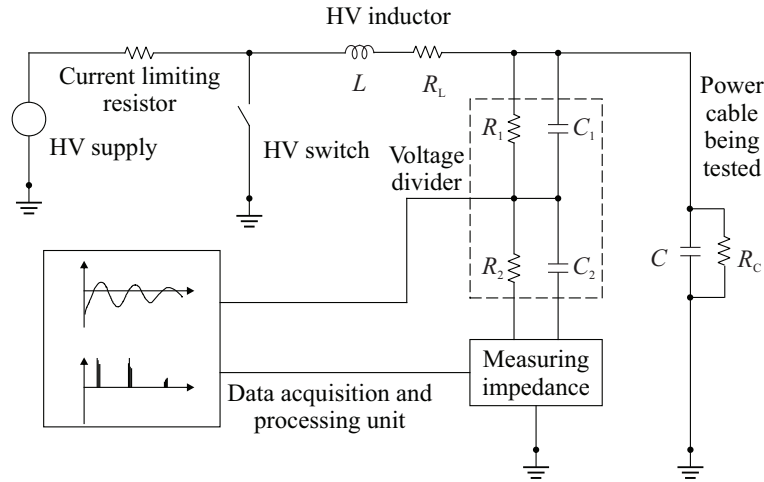 HV inductor
Current limiting
resistor
L
R_L
Power
cable
being
tested
HV supply
HV switch
Voltage
divider
R_1
C_1
R_2
C_2
C
R_C
Measuring
impedance
Data acquisition and
processing unit